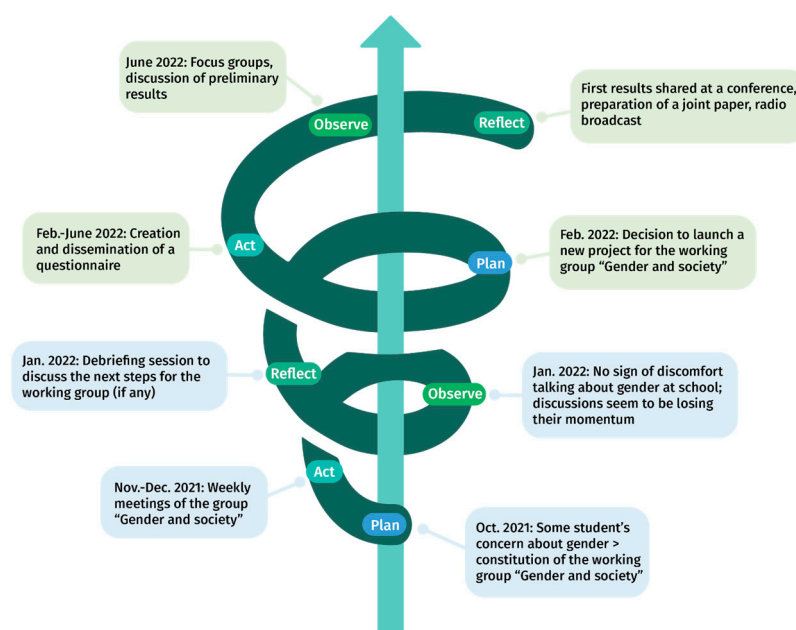 June 2022: Focus groups,
discussion of preliminary
results
Observe
Reflect
First results shared at a conference,
preparation of a joint paper, radio
broadcast
Feb.-June 2022: Creation
and dissemination of a
questionnaire
Act
Plan
Feb. 2022: Decision to launch a
new project for the working
group “Gender and society”
Jan. 2022: Debriefing session to
discuss the next steps for the
working group (if any)
Reflect
Observe
Jan. 2022: No sign of discomfort
talking about gender at school;
discussions seem to be losing
their momentum
Nov.-Dec. 2021: Weekly
meetings of the group
“Gender and society”
Act
Plan
Oct. 2021: Some student’s
concern about gender >
constitution of the working
group “Gender and society”